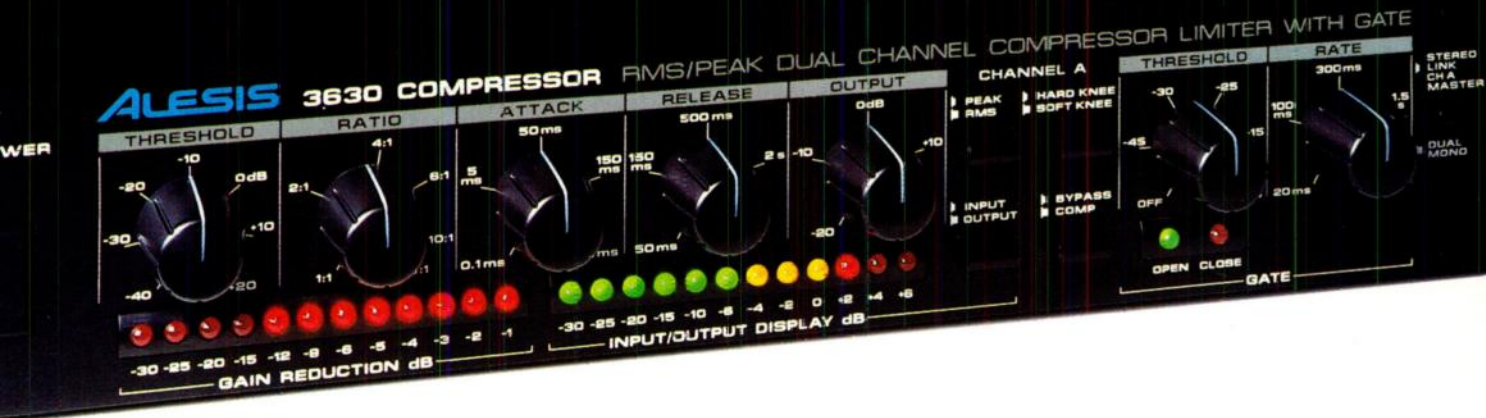 WER
ALESIS 3630 COMPRESSOR RMS/PEAK DUAL CHANNEL COMPRESSOR LIMITER WITH GATE
THRESHOLD
-40
-30
-20
-10
0dB
+10
+20
RATIO
1:1
2:1
4:1
6:1
10:1
ATTACK
0.1ms
5 ms
50ms
150 ms
RELEASE
50ms
150 ms
500 ms
2 s
OUTPUT
-20
-10
0dB
+10
CHANNEL A
PEAK
RMS
HARD KNEE
SOFT KNEE
INPUT
OUTPUT
BYPASS
COMP
THRESHOLD
OFF
-45
-30
-25
-15
RATE
20ms
100 ms
300ms
1.5 s
STEREO
LINK
CH A
MASTER
DUAL
MONO
OPEN CLOSE
GATE
-30 -25 -20 -15 -12 -9 -6 -5 -4 -3 -2 -1
GAIN REDUCTION dB
-30 -25 -20 -15 -10 -6 -4 -2 0 +2 +4 +6
INPUT/OUTPUT DISPLAY dB